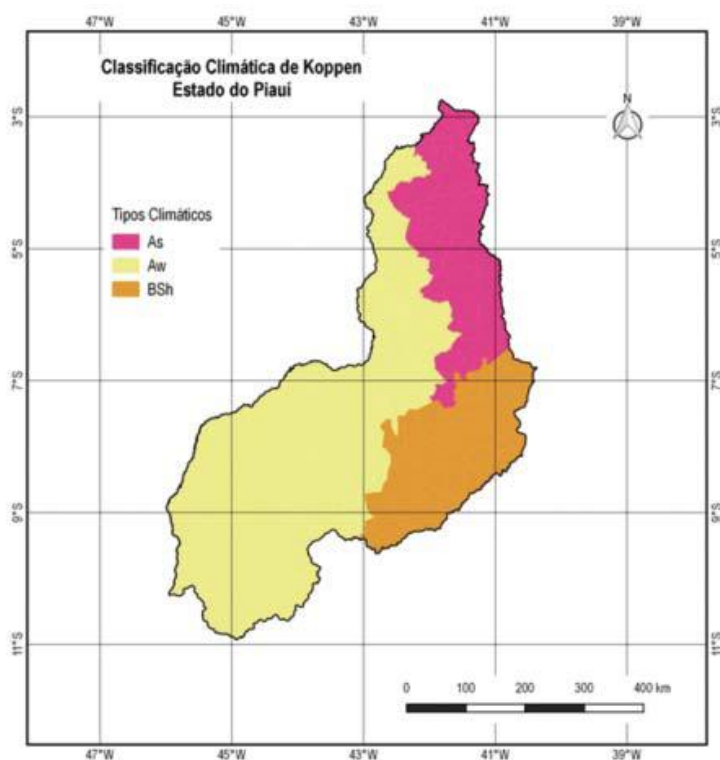 47°W 45°W 43°W 41°W 39°W
Classificação Climática de Koppen
Estado do Piauí
N
3°S 3°S
Tipos Climáticos
As
Aw
BSh
5°S 5°S
7°S 7°S
9°S 9°S
11°S 11°S
0 100 200 300 400 km
47°W 45°W 43°W 41°W 39°W